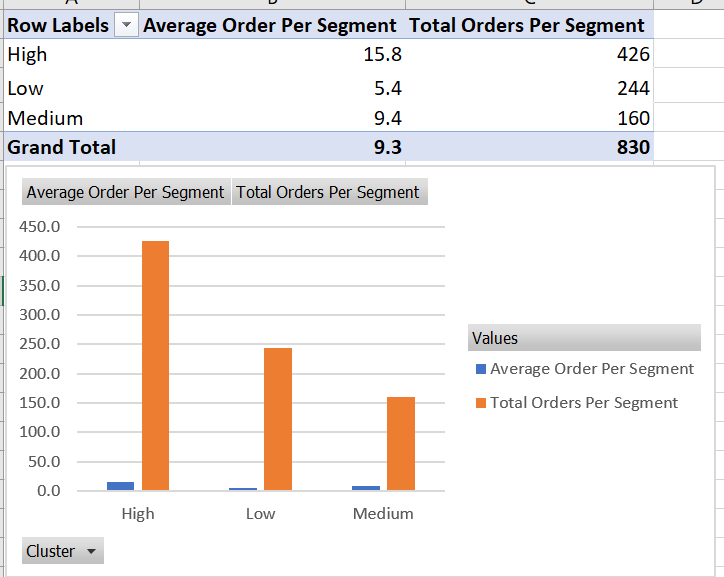 Row Labels Average Order Per Segment Total Orders Per Segment
High 15.8 426
Low 5.4 244
Medium 9.4 160
Grand Total 9.3 830
Average Order Per Segment Total Orders Per Segment
450.0
400.0
350.0
300.0
250.0
200.0
150.0
100.0
50.0
0.0
High Low Medium
Values
Average Order Per Segment
Total Orders Per Segment
Cluster